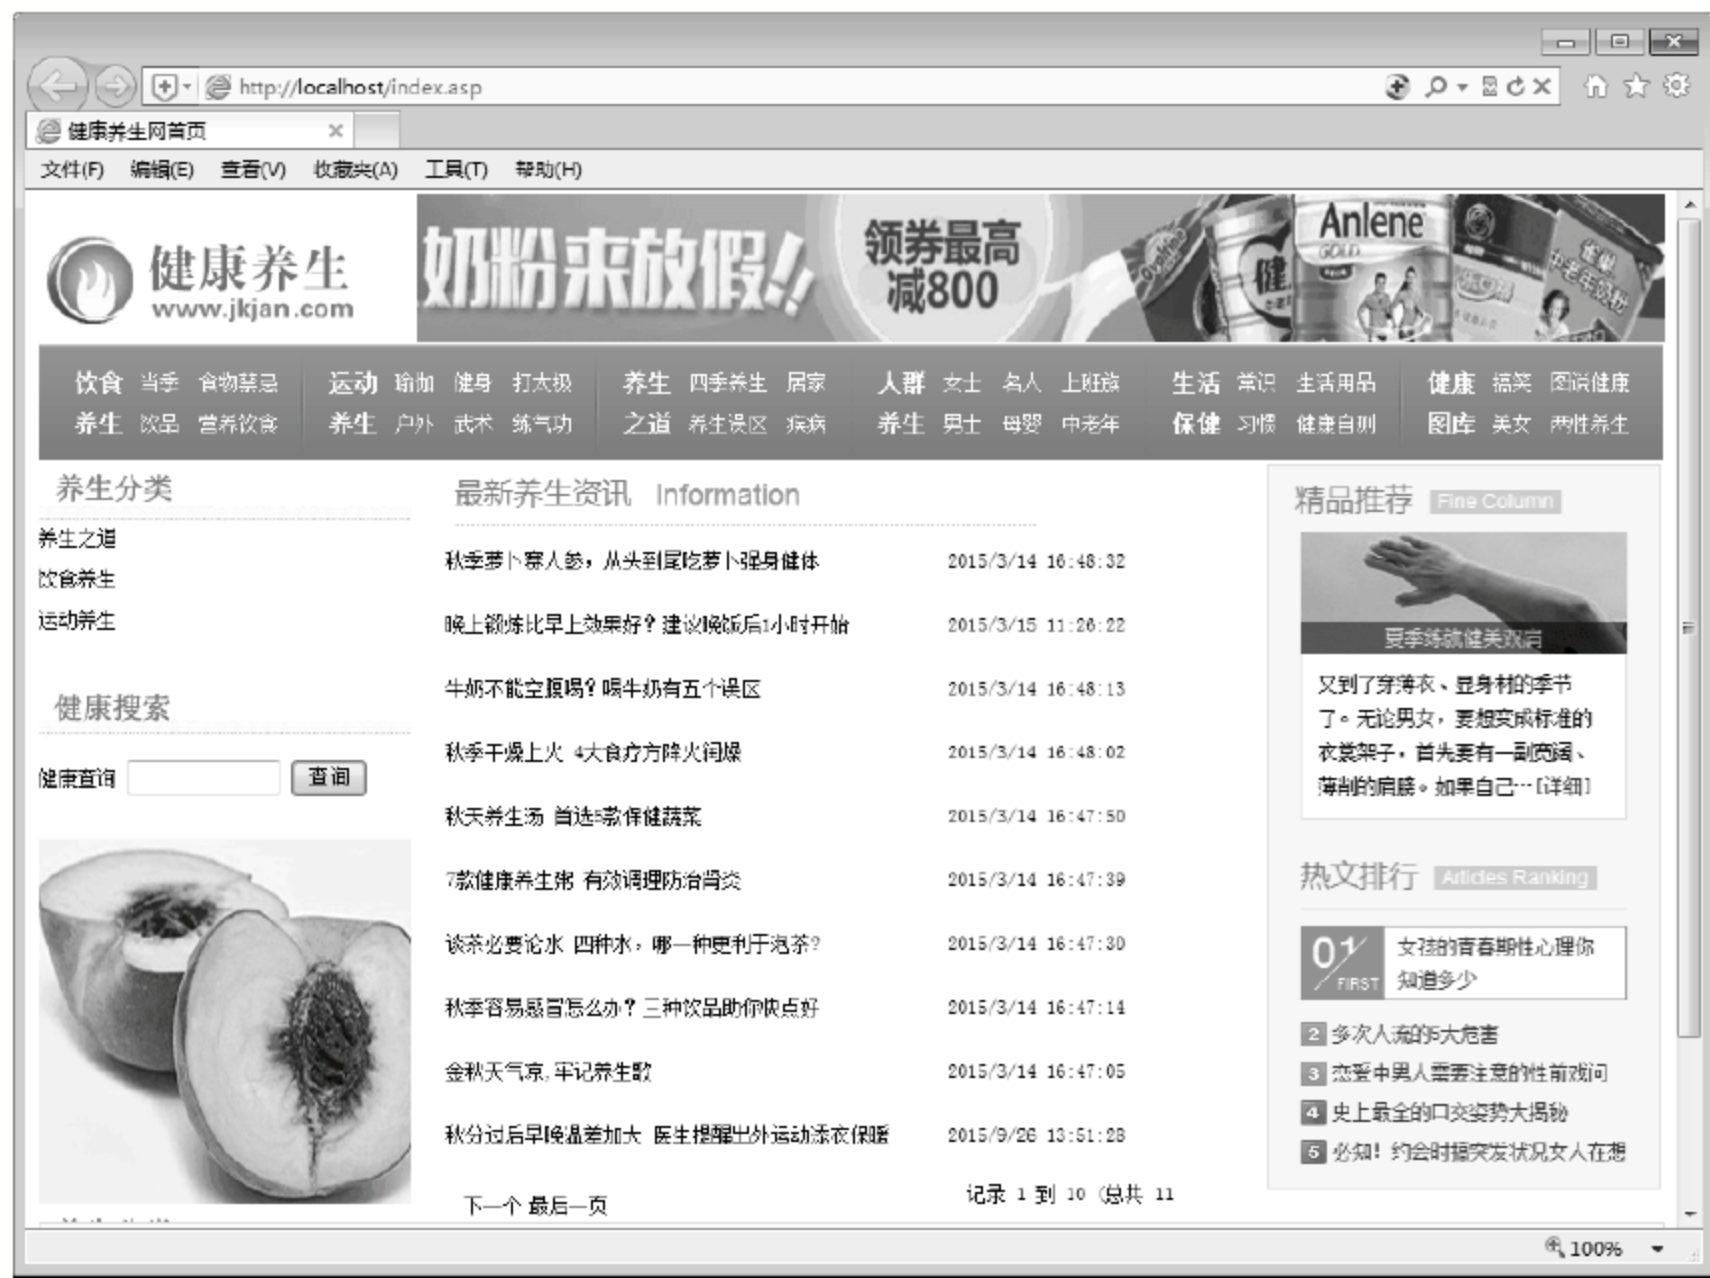 http://localhost/index.asp
健康养生网首页
文件(F) 编辑(E) 查看(V) 收藏夹(A) 工具(T) 帮助(H)
健康养生
www.jkjan.com
奶粉来放假!!
领券最高
减800
Anlene
GOLD
饮食 当季 食物禁忌 运动 瑜伽 健身 打太极 养生 四季养生 居家 人群 女士 名人 上班族 生活 常识 生活用品 健康 搞笑 图说健康
养生 饮品 营养饮食 养生 户外 武术 练气功 之道 养生误区 疾病 养生 男士 母婴 中老年 保健 习惯 健康自测 图库 美女 两性养生
养生分类
养生之道
饮食养生
运动养生
健康搜索
健康查询 查询
最新养生资讯 Information
秋季萝卜赛人参，从头到尾吃萝卜强身健体 2015/3/14 16:48:32
晚上锻炼比早上效果好？建议晚饭后1小时开始 2015/3/15 11:26:22
牛奶不能空腹喝？喝牛奶有五个误区 2015/3/14 16:48:13
秋季干燥上火 4大食疗方降火润燥 2015/3/14 16:48:02
秋天养生汤 首选5款保健蔬菜 2015/3/14 16:47:50
7款健康养生粥 有效调理防治胃炎 2015/3/14 16:47:39
谈茶必要论水 四种水，哪一种更利于泡茶? 2015/3/14 16:47:30
秋季容易感冒怎么办？三种饮品助你快点好 2015/3/14 16:47:14
金秋天气凉,牢记养生歌 2015/3/14 16:47:05
秋分过后早晚温差加大 医生提醒出外运动添衣保暖 2015/9/26 13:51:28
下一个 最后一页 记录 1 到 10 (总共 11
精品推荐 Fine Column
夏季练就健美双肩
又到了穿薄衣、显身材的季节
了。无论男女，要想变成标准的
衣裳架子，首先要有一副宽阔、
薄削的肩膀。如果自己…[详细]
热文排行 Articles Ranking
01 FIRST 女孩的青春期性心理你
知道多少
2 多次人流的5大危害
3 恋爱中男人需要注意的性前戏问
4 史上最全的口交姿势大揭秘
5 必知！约会时提突发状况女人在想
100%